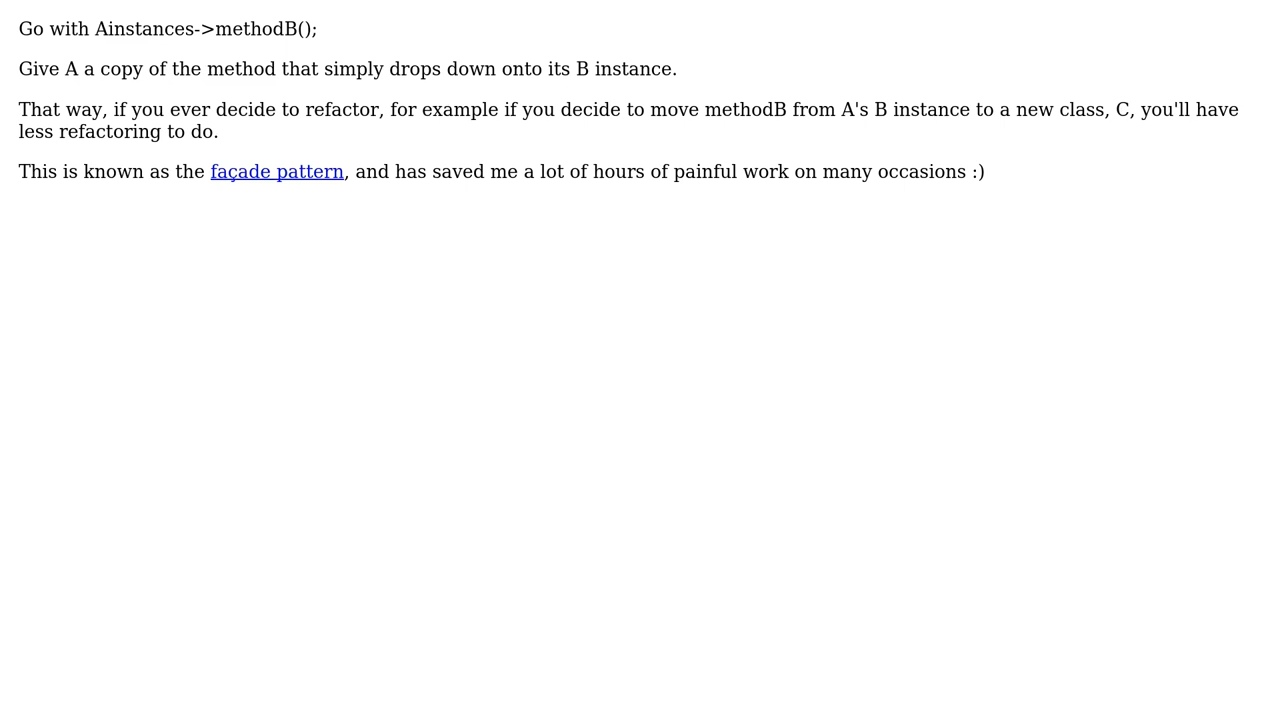 Go with Ainstances->methodB();
Give A a copy of the method that simply drops down onto its B instance.
That way, if you ever decide to refactor, for example if you decide to move methodB from A's B instance to a new class, C, you'll have
less refactoring to do.
This is known as the façade pattern, and has saved me a lot of hours of painful work on many occasions :)